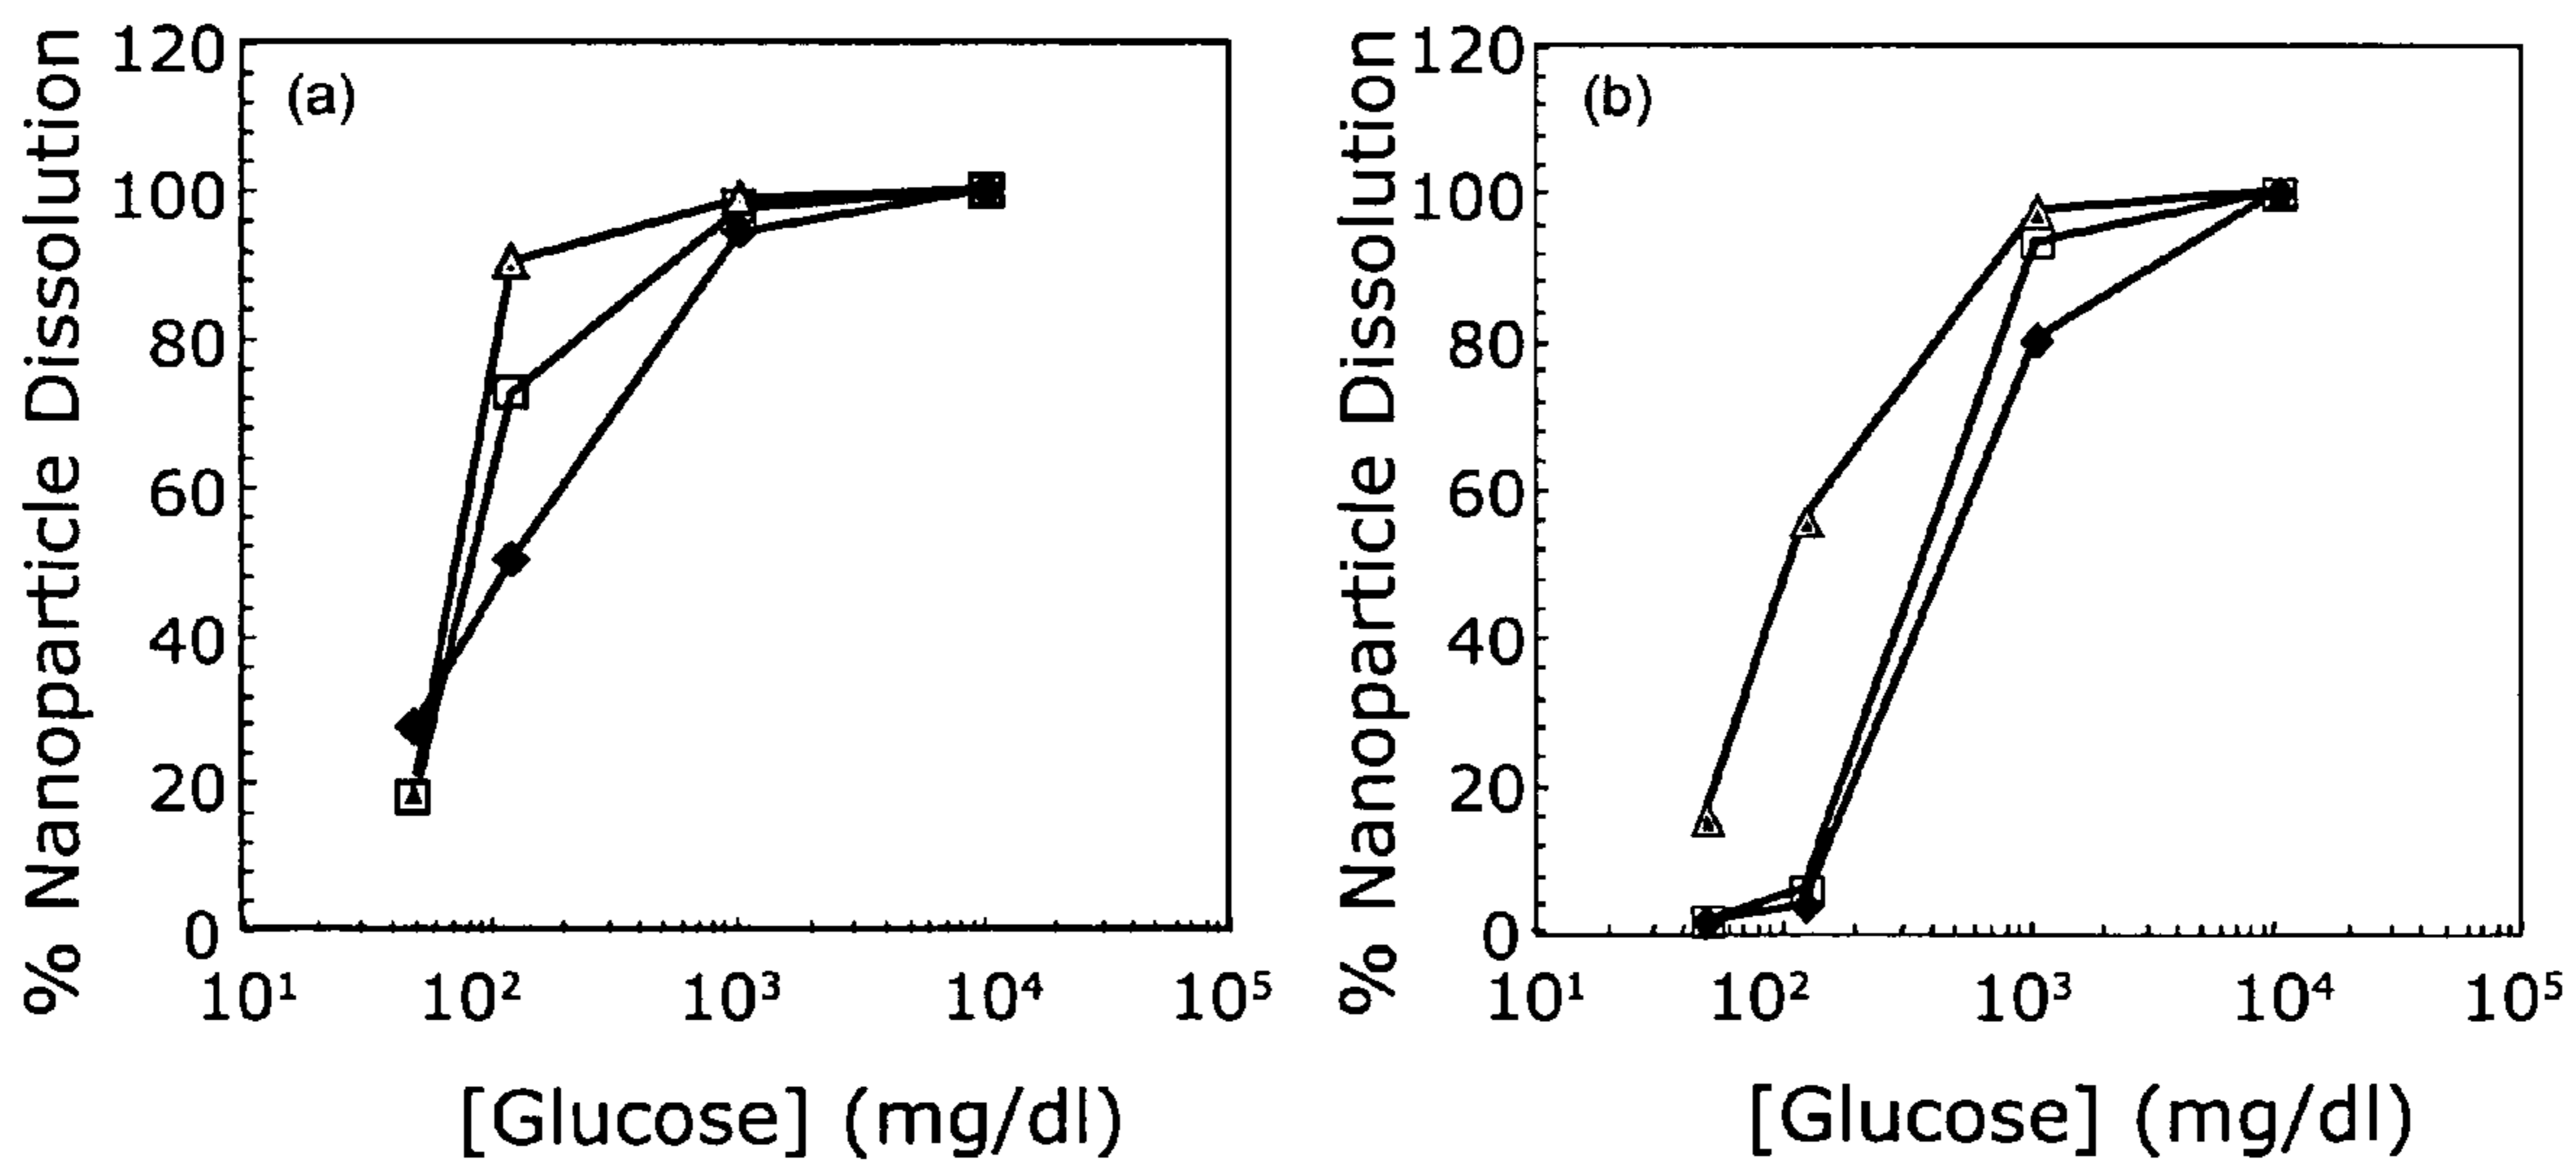 % Nanoparticle Dissolution
120
100
80
60
40
20
0
(a)
10¹ 10² 10³ 10⁴ 10⁵
[Glucose] (mg/dl)
% Nanoparticle Dissolution
120
100
80
60
40
20
0
(b)
10¹ 10² 10³ 10⁴ 10⁵
[Glucose] (mg/dl)